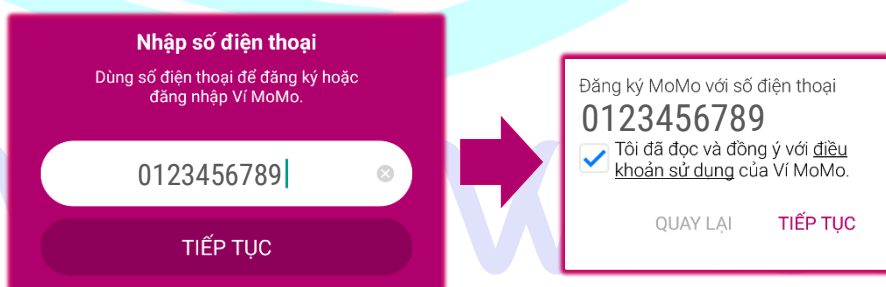 Nhập số điện thoại
Dùng số điện thoại để đăng ký hoặc
đăng nhập Ví MoMo.
0123456789
TIẾP TỤC
Đăng ký MoMo với số điện thoại
0123456789
Tôi đã đọc và đồng ý với điều
khoản sử dụng của Ví MoMo.
QUAY LẠI TIẾP TỤC